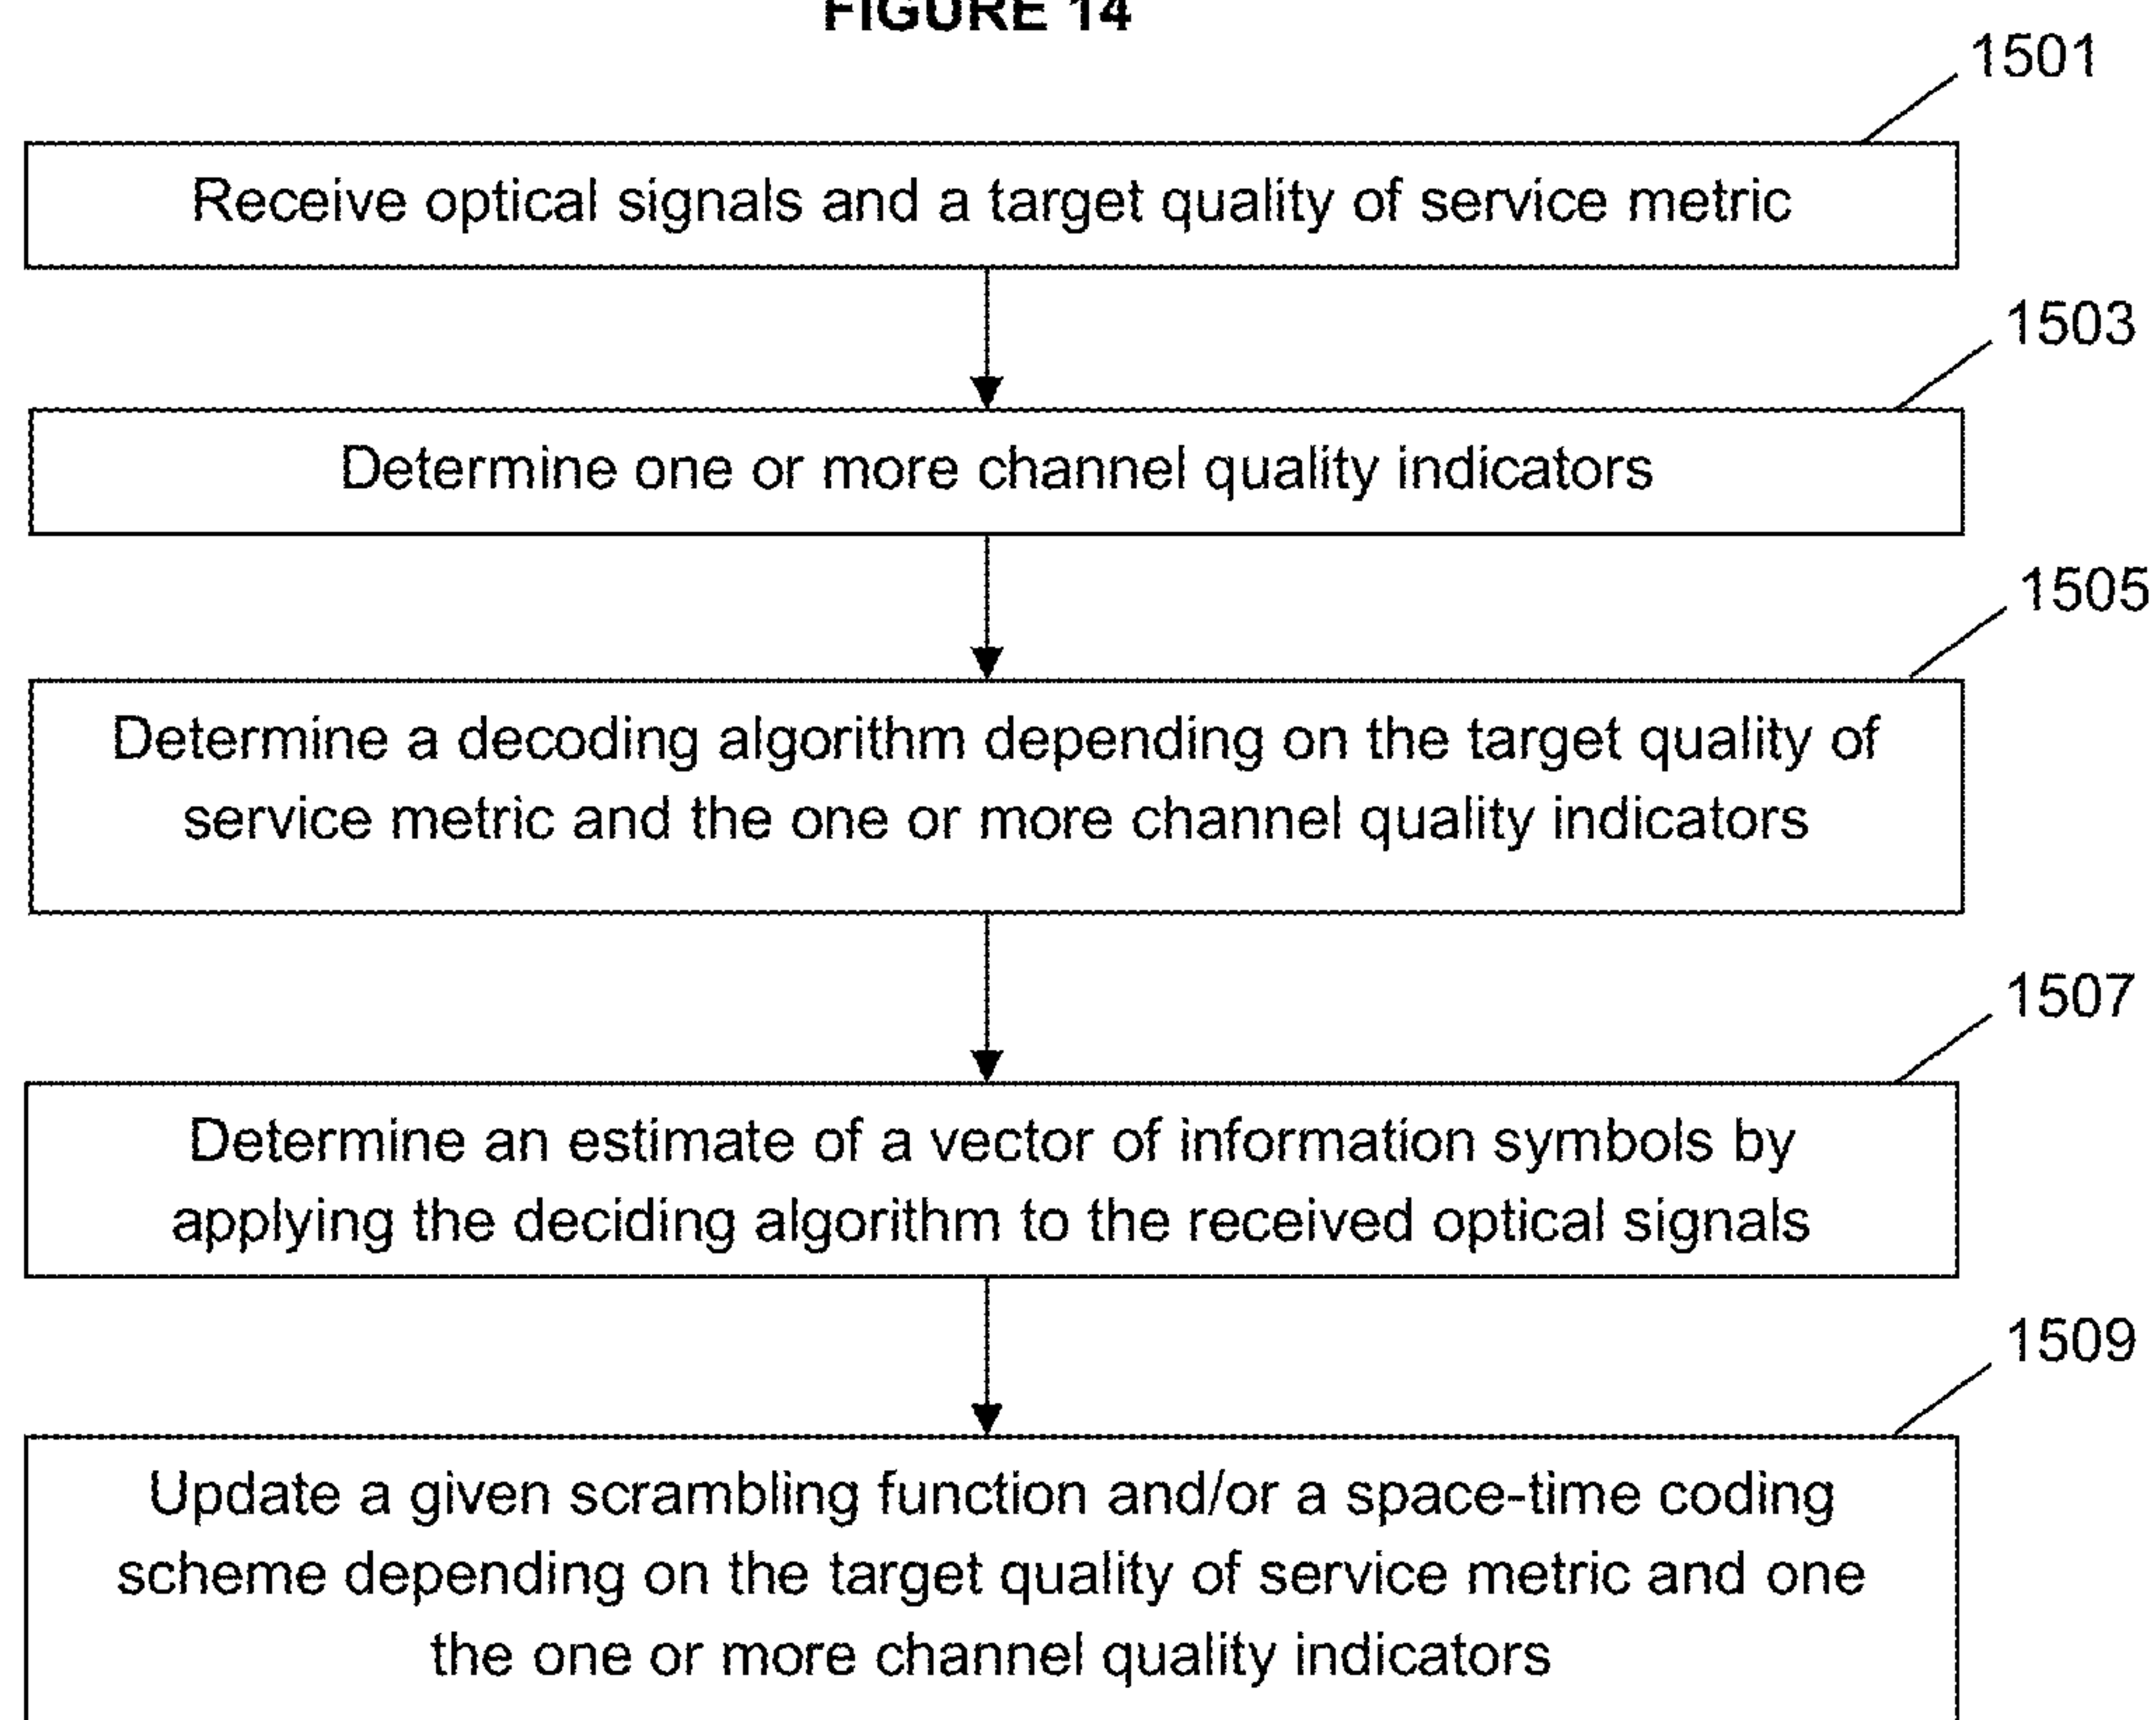 FIGURE 14
1501
Receive optical signals and a target quality of service metric
1503
Determine one or more channel quality indicators
1505
Determine a decoding algorithm depending on the target quality of
service metric and the one or more channel quality indicators
1507
Determine an estimate of a vector of information symbols by
applying the deciding algorithm to the received optical signals
1509
Update a given scrambling function and/or a space-time coding
scheme depending on the target quality of service metric and one
the one or more channel quality indicators